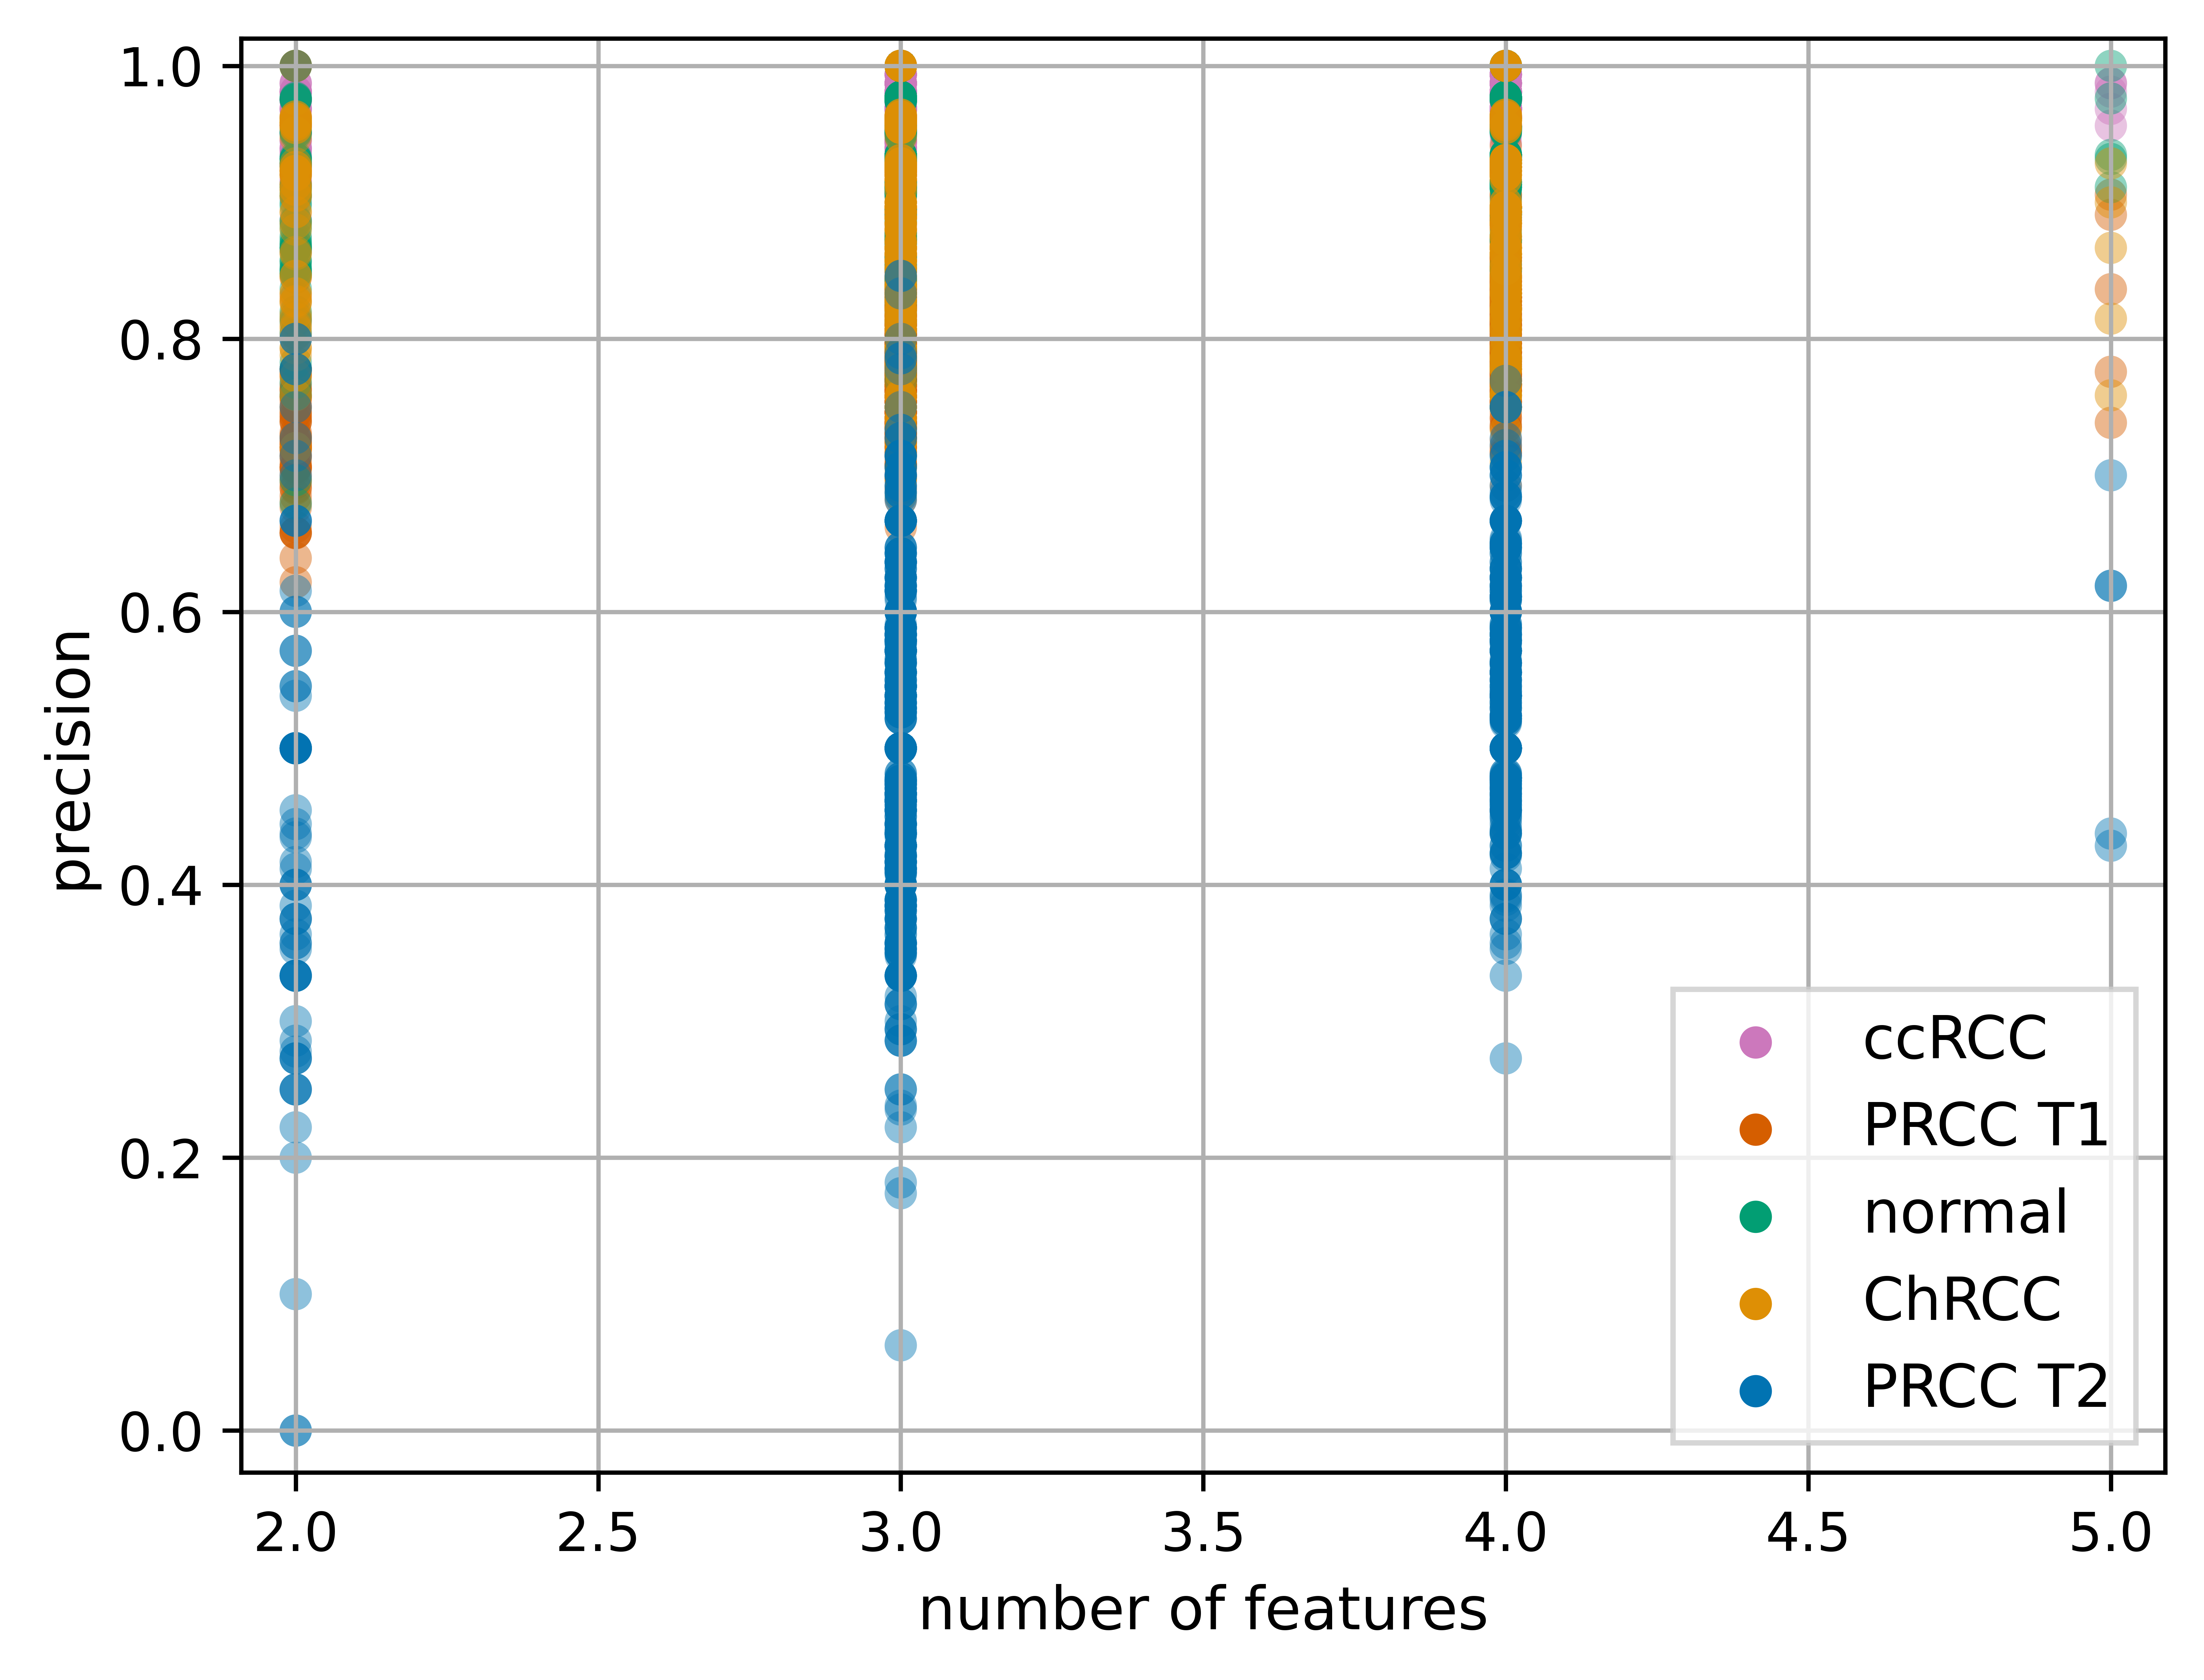 1.0
0.8
0.6
0.4
0.2
0.0
precision
2.0 2.5 3.0 3.5 4.0 4.5 5.0
number of features
ccRCC
PRCC T1
normal
ChRCC
PRCC T2